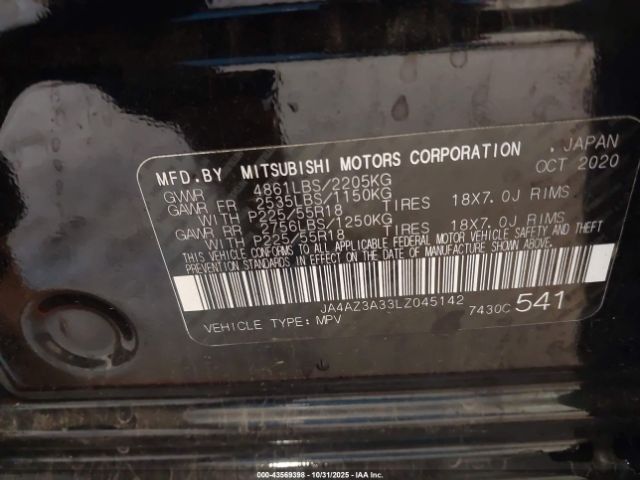 MFD.BY MITSUBISHI MOTORS CORPORATION , JAPAN
GVWR 4861LBS/2205KG OCT 2020
GAWR FR 2535LBS/1150KG
WITH P225/55R18 TIRES 18X7.0J RIMS
GAWR RR 2756LBS/1250KG
WITH P225/55R18 TIRES 18X7.0J RIMS
THIS VEHICLE CONFORMS TO ALL APPLICABLE FEDERAL MOTOR VEHICLE SAFETY AND THEFT
PREVENTION STANDARDS IN EFFECT ON THE DATE OF MANUFACTURE SHOWN ABOVE.
JA4AZ3A33LZ045142
VEHICLE TYPE: MPV 7430C 541
000-43569398 - 10/31/2025 - IAA Inc.